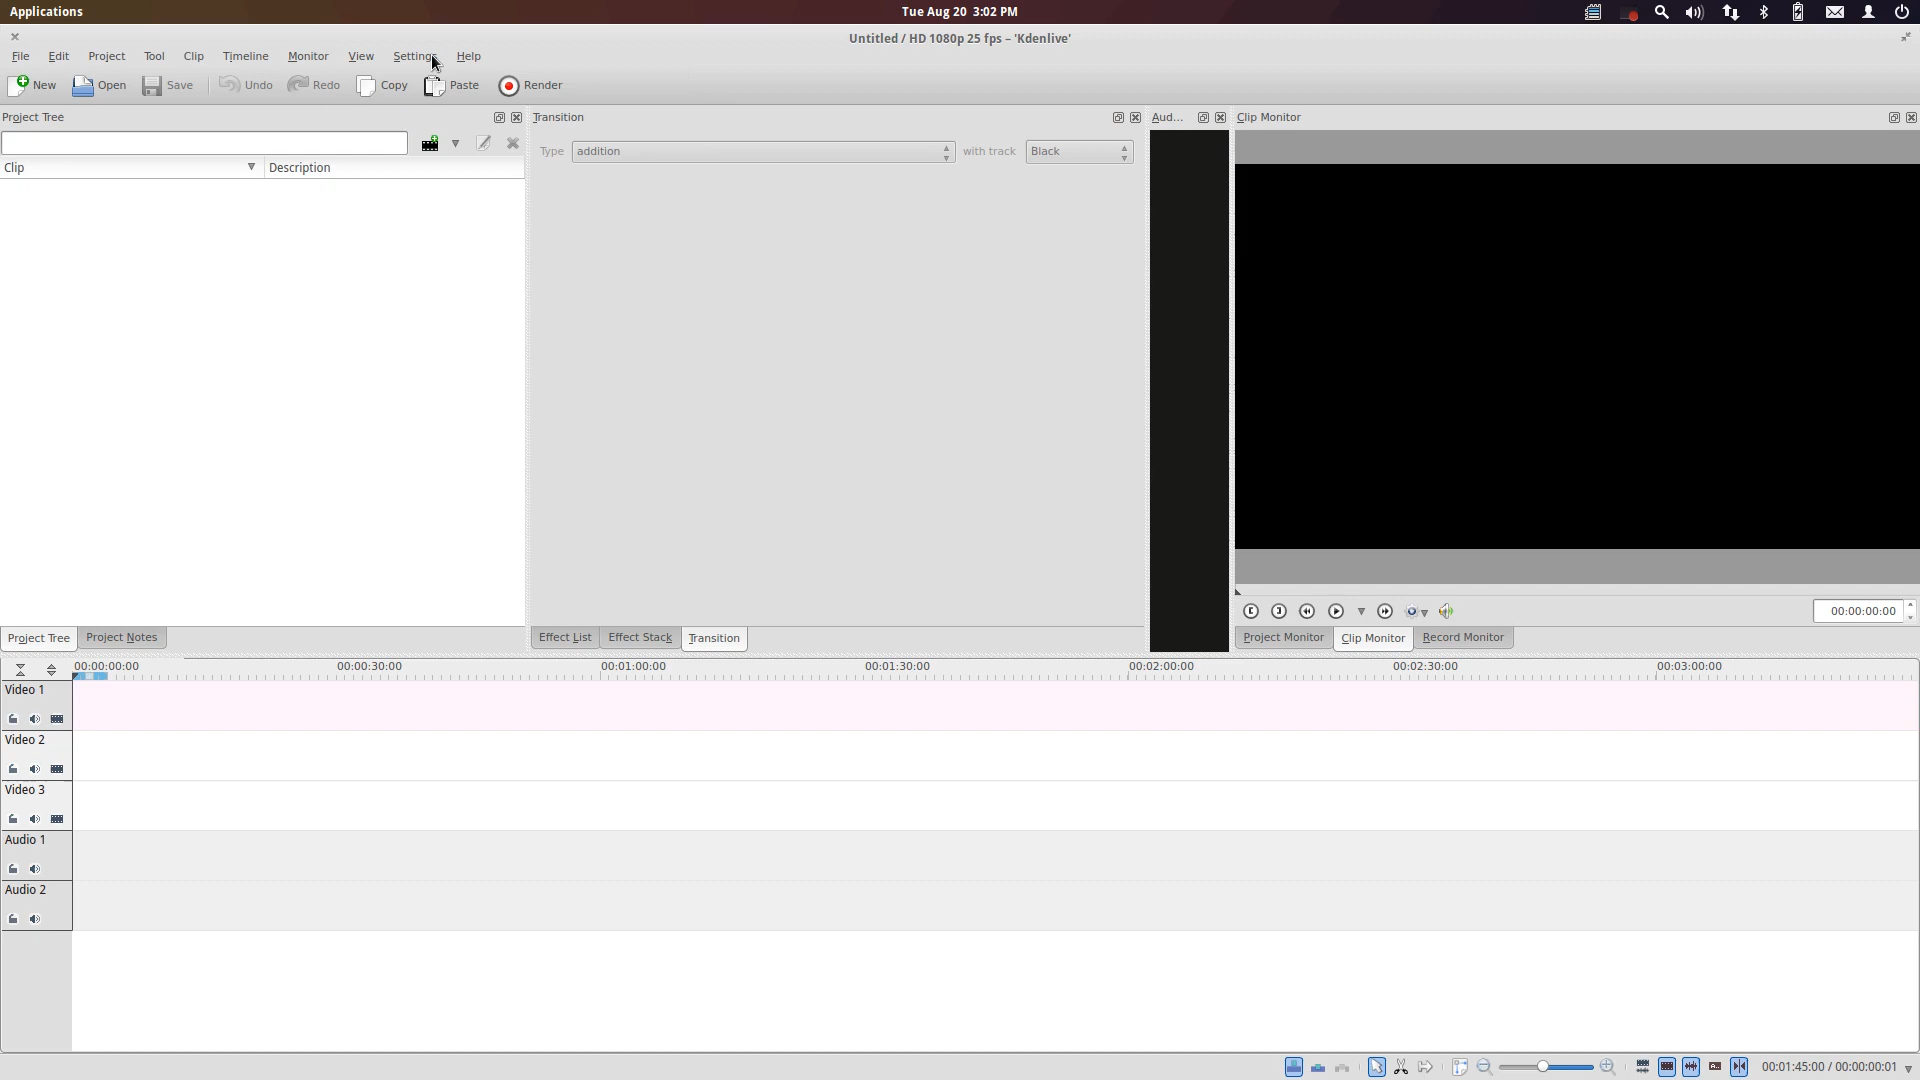 Applications
Tue Aug 20 3:02 PM
Untitled / HD 1080p 25 fps – 'Kdenlive'
File Edit Project Tool Clip Timeline Monitor View Settings Help
New Open Save Undo Redo Copy Paste Render
Project Tree
Transition
Aud...
Clip Monitor
Type addition with track Black
Clip Description
00:00:00:00
Project Tree Project Notes
Effect List Effect Stack Transition
Project Monitor Clip Monitor Record Monitor
00:00:00:00 00:00:30:00 00:01:00:00 00:01:30:00 00:02:00:00 00:02:30:00 00:03:00:00
Video 1
Video 2
Video 3
Audio 1
Audio 2
00:01:45:00 / 00:00:00:01